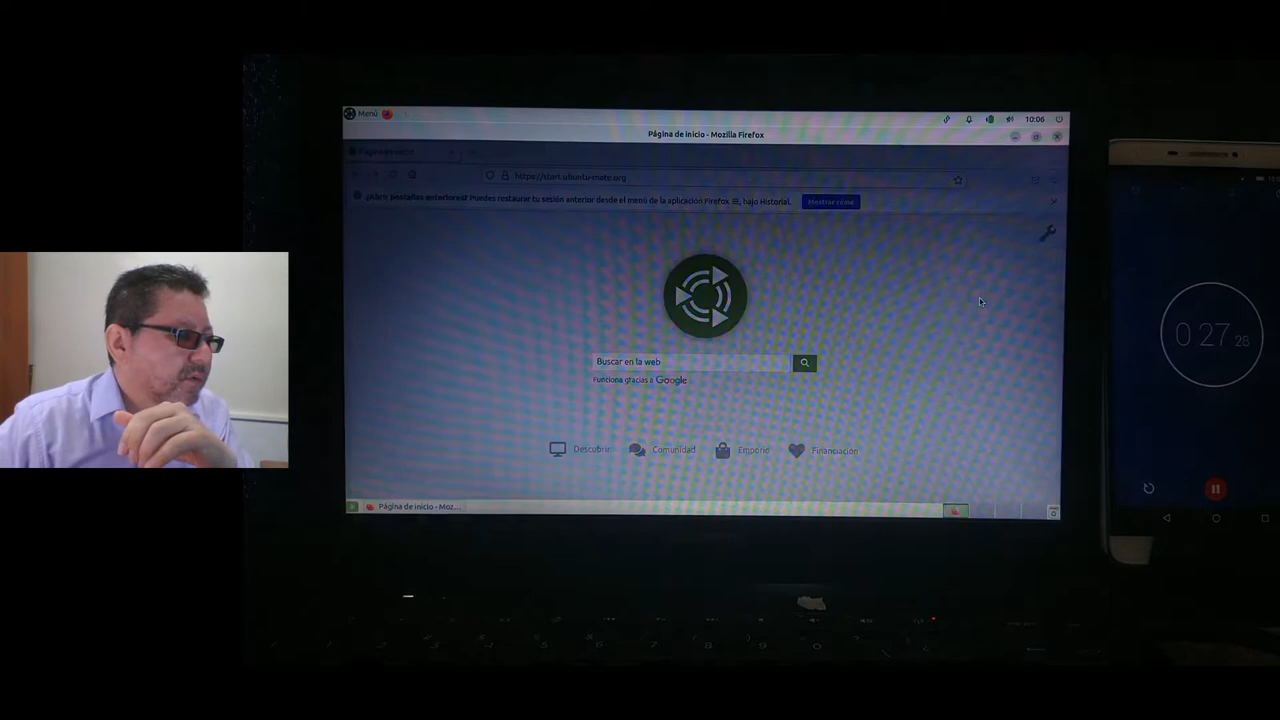 Menú
10:06
Página de inicio - Mozilla Firefox
https://start.ubuntu-mate.org
¿Abrir pestañas anteriores? Puedes restaurar tu sesión anterior desde el menú de la aplicación Firefox ☰, bajo Historial.
Mostrar cómo
Buscar en la web
Funciona gracias a Google
Descubrir
Comunidad
Emporio
Financiación
Página de inicio - Moz...
0 27 28